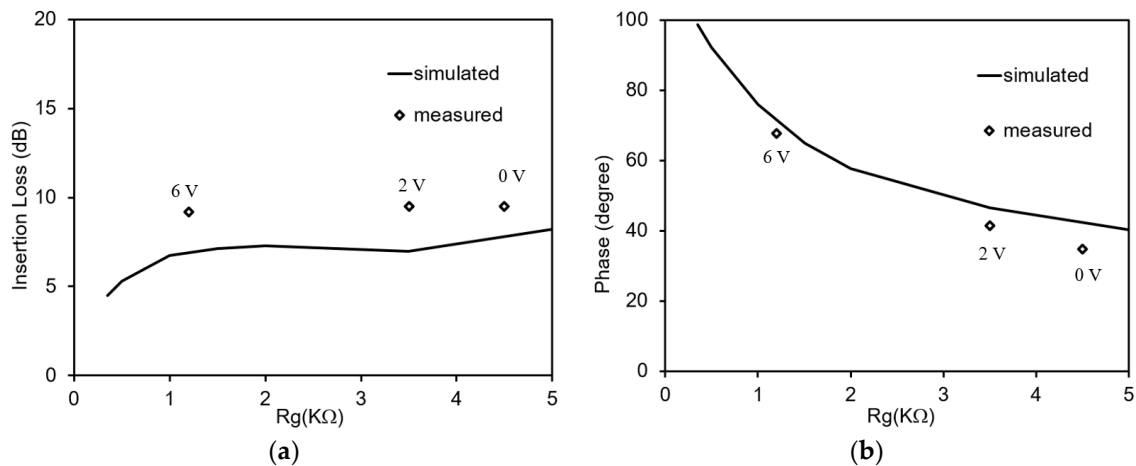 20
15
10
5
0
Insertion Loss (dB)
simulated
measured
6 V
2 V
0 V
0 1 2 3 4 5
Rg(KΩ)
(a)
100
80
60
40
20
0
Phase (degree)
simulated
measured
6 V
2 V
0 V
0 1 2 3 4 5
Rg(KΩ)
(b)